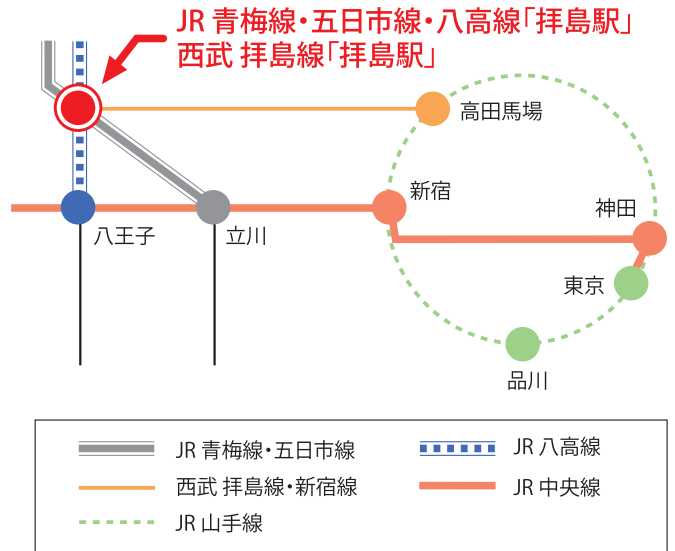 JR 青梅線・五日市線・八高線「拝島駅」
西武 拝島線「拝島駅」
高田馬場
新宿
神田
八王子
立川
東京
品川
JR 青梅線・五日市線
JR 八高線
西武 拝島線・新宿線
JR 中央線
JR 山手線